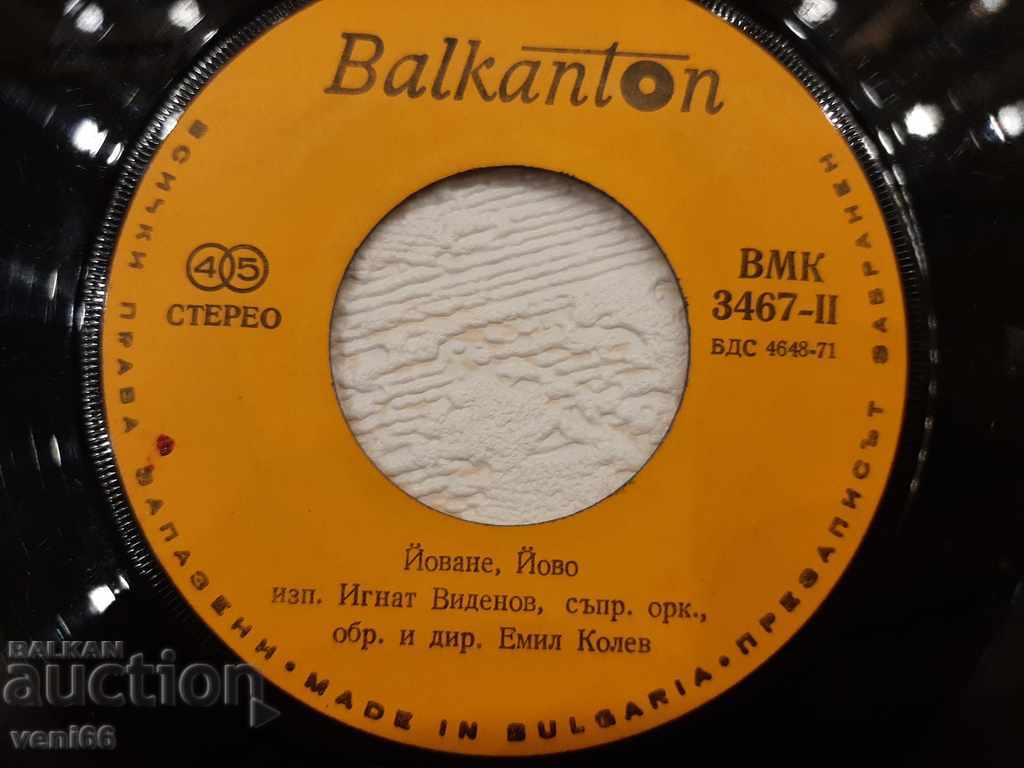 Balkanton
45
СТЕРЕО
ВМК
3467-II
БДС 4648-71
Йоване, Йово
изп. Игнат Виденов, съпр. орк.,
обр. и дир. Емил Колев
ВСИЧКИ ПРАВА ЗАПАЗЕНИ • MADE IN BULGARIA • ПРЕЗАПИСЪТ ЗАБРАНЕН
BALKAN
auction
veni66